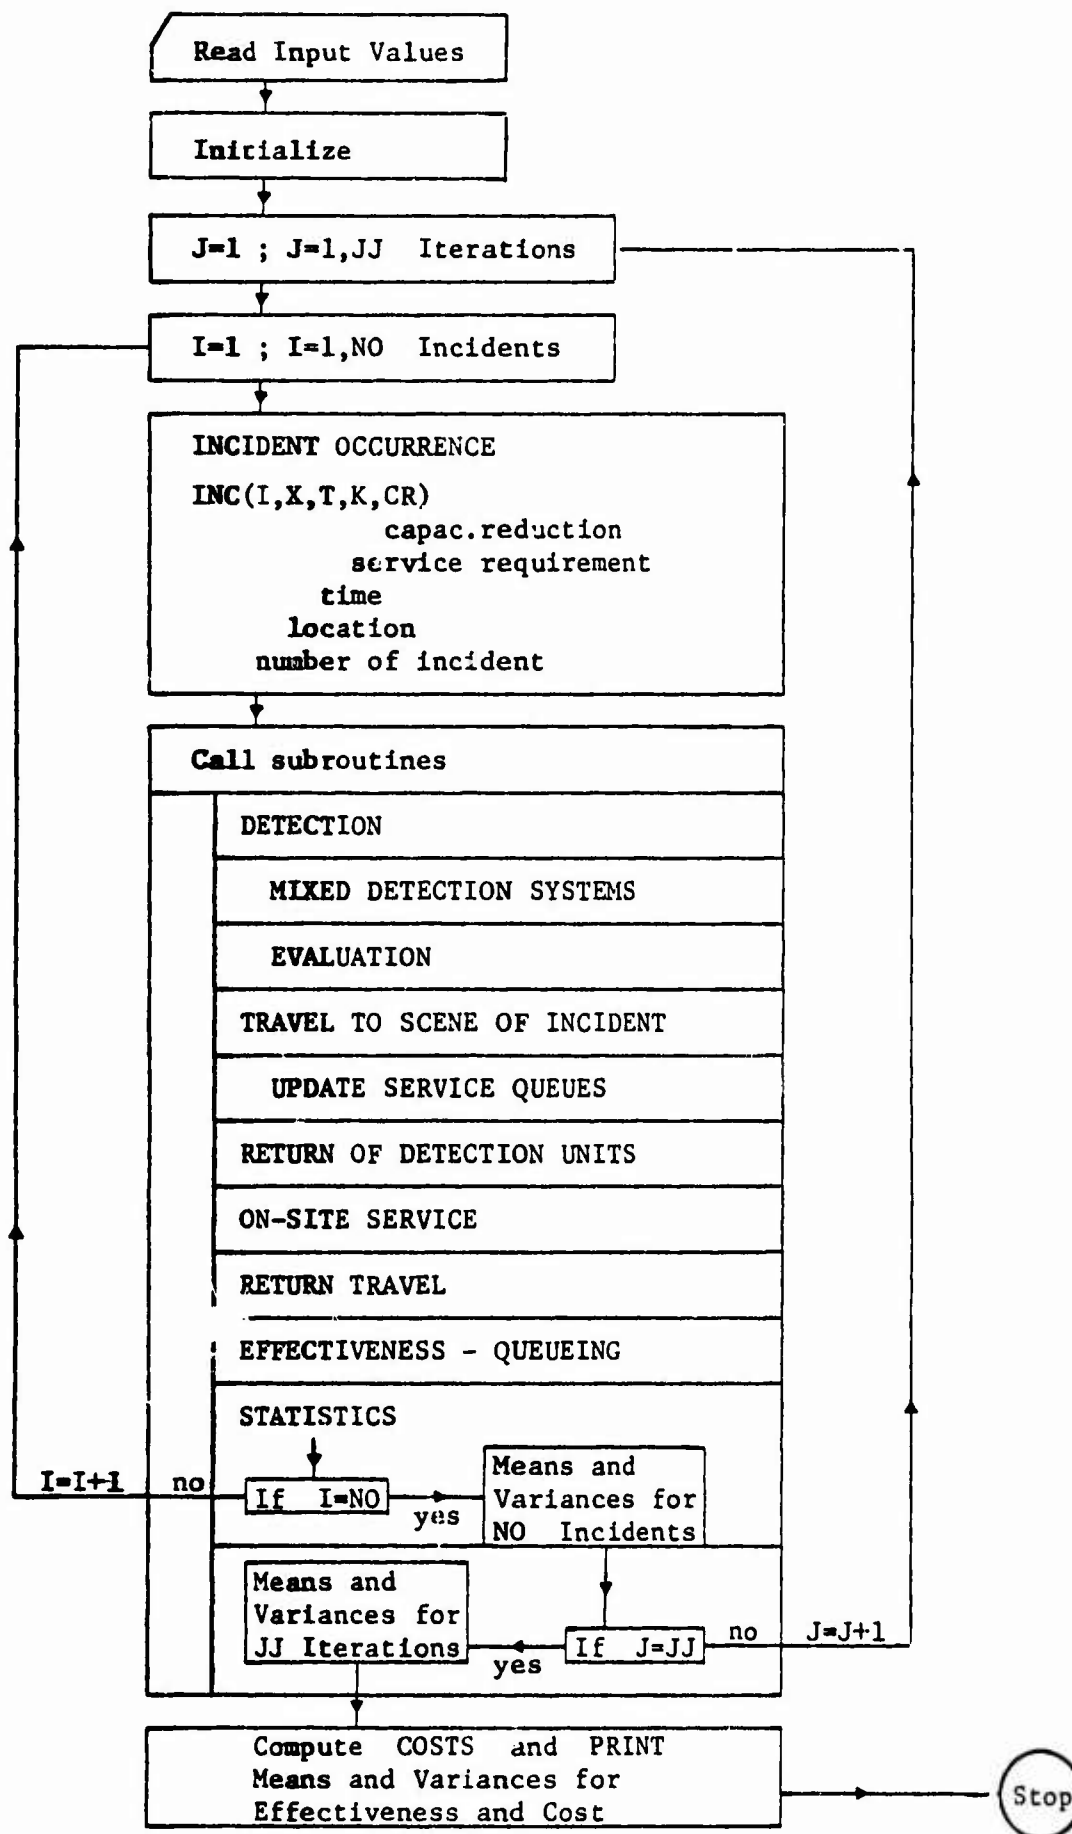 Read Input Values
Initialize
J=1 ; J=1,JJ Iterations
I=1 ; I=1,NO Incidents
INCIDENT OCCURRENCE
INC(I,X,T,K,CR)
capac.reduction
service requirement
time
location
number of incident
Call subroutines
DETECTION
MIXED DETECTION SYSTEMS
EVALUATION
TRAVEL TO SCENE OF INCIDENT
UPDATE SERVICE QUEUES
RETURN OF DETECTION UNITS
ON-SITE SERVICE
RETURN TRAVEL
EFFECTIVENESS - QUEUEING
STATISTICS
I=I+1 no
If I=NO
yes
Means and
Variances for
NO Incidents
Means and
Variances for
JJ Iterations
yes
If J=JJ
no J=J+1
Compute COSTS and PRINT
Means and Variances for
Effectiveness and Cost
Stop